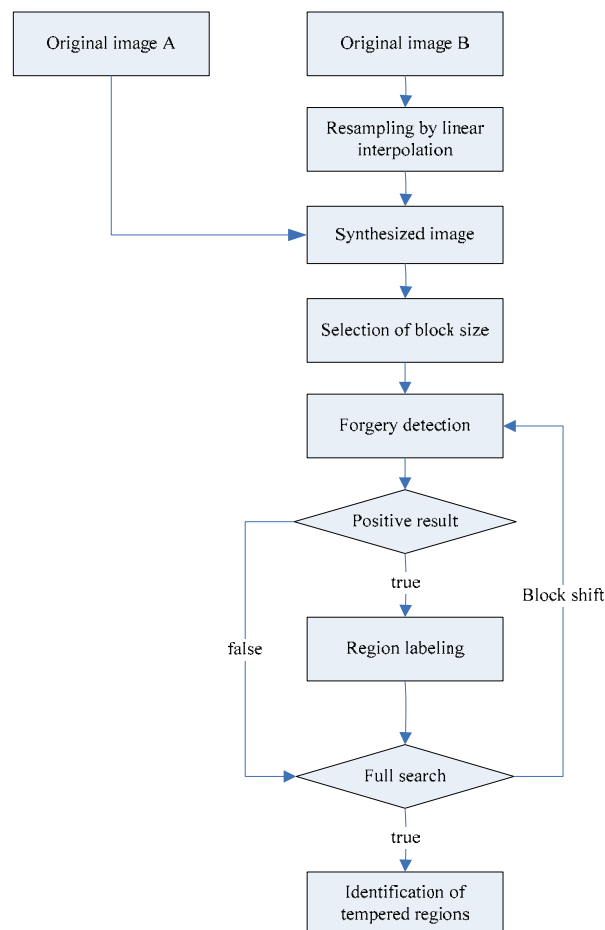 Original image A
Original image B
Resampling by linear
interpolation
Synthesized image
Selection of block size
Forgery detection
Positive result
true
Block shift
false
Region labeling
Full search
true
Identification of
tempered regions